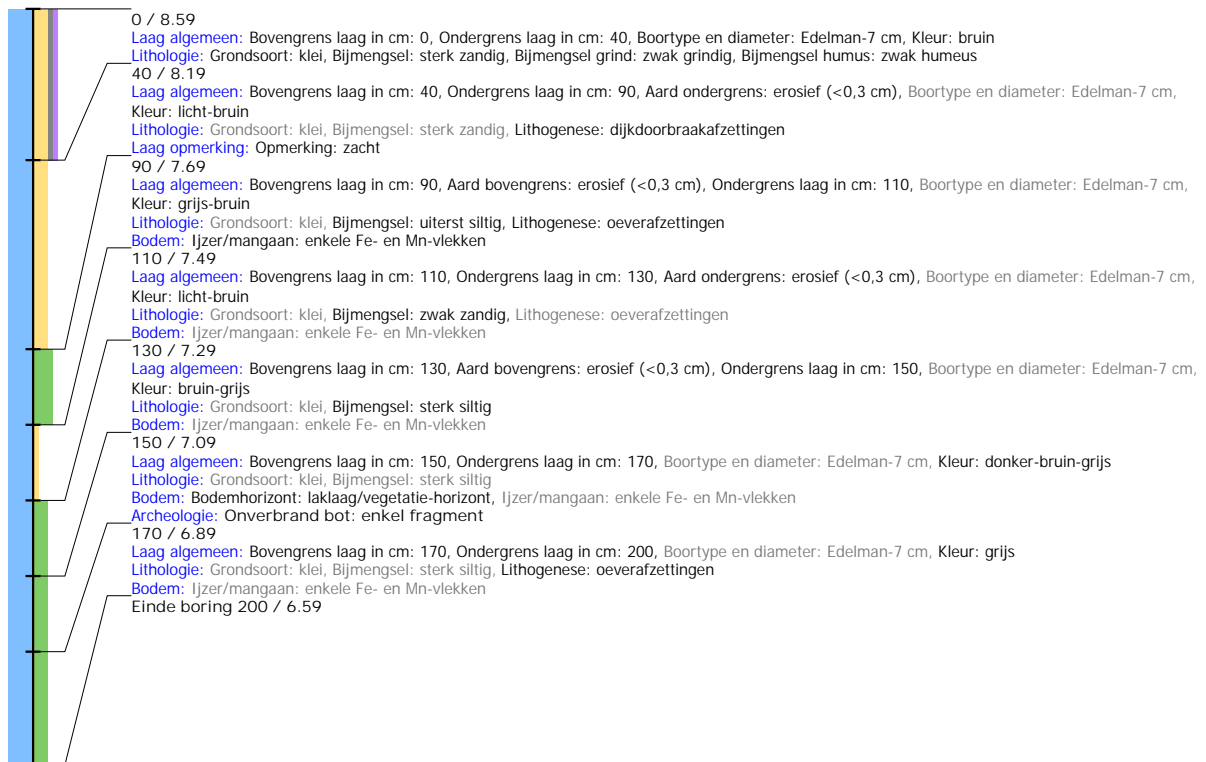 0 / 8.59
Laag algemeen: Bovengrens laag in cm: 0, Ondergrens laag in cm: 40, Boortype en diameter: Edelman-7 cm, Kleur: bruin
Lithologie: Grondsoort: klei, Bijmengsel: sterk zandig, Bijmengsel grind: zwak grindig, Bijmengsel humus: zwak humeus
40 / 8.19
Laag algemeen: Bovengrens laag in cm: 40, Ondergrens laag in cm: 90, Aard ondergrens: erosief (<0,3 cm), Boortype en diameter: Edelman-7 cm,
Kleur: licht-bruin
Lithologie: Grondsoort: klei, Bijmengsel: sterk zandig, Lithogenese: dijkdoorbraakafzettingen
Laag opmerking: Opmerking: zacht
90 / 7.69
Laag algemeen: Bovengrens laag in cm: 90, Aard bovengrens: erosief (<0,3 cm), Ondergrens laag in cm: 110, Boortype en diameter: Edelman-7 cm,
Kleur: grijs-bruin
Lithologie: Grondsoort: klei, Bijmengsel: uiterst siltig, Lithogenese: oeverafzettingen
Bodem: Ijzer/mangaan: enkele Fe- en Mn-vlekken
110 / 7.49
Laag algemeen: Bovengrens laag in cm: 110, Ondergrens laag in cm: 130, Aard ondergrens: erosief (<0,3 cm), Boortype en diameter: Edelman-7 cm,
Kleur: licht-bruin
Lithologie: Grondsoort: klei, Bijmengsel: zwak zandig, Lithogenese: oeverafzettingen
Bodem: Ijzer/mangaan: enkele Fe- en Mn-vlekken
130 / 7.29
Laag algemeen: Bovengrens laag in cm: 130, Aard bovengrens: erosief (<0,3 cm), Ondergrens laag in cm: 150, Boortype en diameter: Edelman-7 cm,
Kleur: bruin-grijs
Lithologie: Grondsoort: klei, Bijmengsel: sterk siltig
Bodem: Ijzer/mangaan: enkele Fe- en Mn-vlekken
150 / 7.09
Laag algemeen: Bovengrens laag in cm: 150, Ondergrens laag in cm: 170, Boortype en diameter: Edelman-7 cm, Kleur: donker-bruin-grijs
Lithologie: Grondsoort: klei, Bijmengsel: sterk siltig
Bodem: Bodemhorizont: laklaag/vegetatie-horizont, Ijzer/mangaan: enkele Fe- en Mn-vlekken
Archeologie: Onverbrand bot: enkel fragment
170 / 6.89
Laag algemeen: Bovengrens laag in cm: 170, Ondergrens laag in cm: 200, Boortype en diameter: Edelman-7 cm, Kleur: grijs
Lithologie: Grondsoort: klei, Bijmengsel: sterk siltig, Lithogenese: oeverafzettingen
Bodem: Ijzer/mangaan: enkele Fe- en Mn-vlekken
Einde boring 200 / 6.59